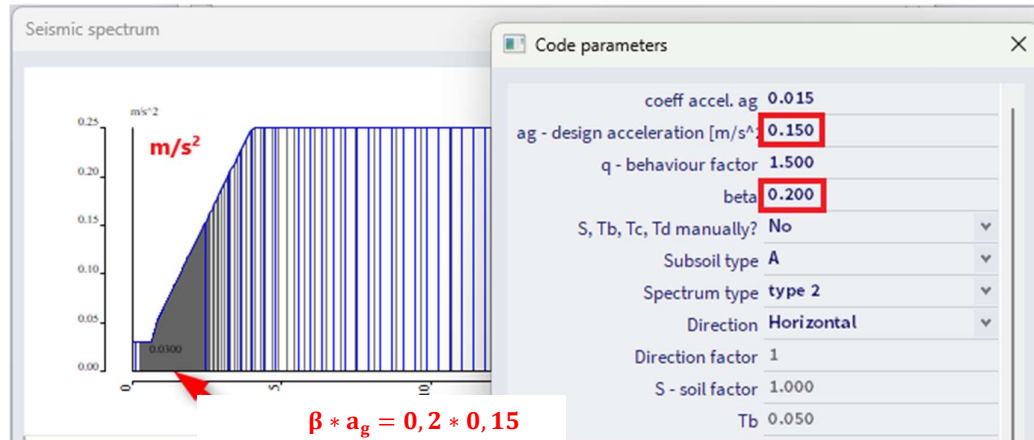 Seismic spectrum
Code parameters
m/s^2
0.25
m/s²
0.20
0.15
0.10
0.05
0.0300
0.00
0
5
10
β * a_g = 0, 2 * 0, 15
coeff accel. ag 0.015
ag - design acceleration [m/s^ 0.150
q - behaviour factor 1.500
beta 0.200
S, Tb, Tc, Td manually? No
Subsoil type A
Spectrum type type 2
Direction Horizontal
Direction factor 1
S - soil factor 1.000
Tb 0.050